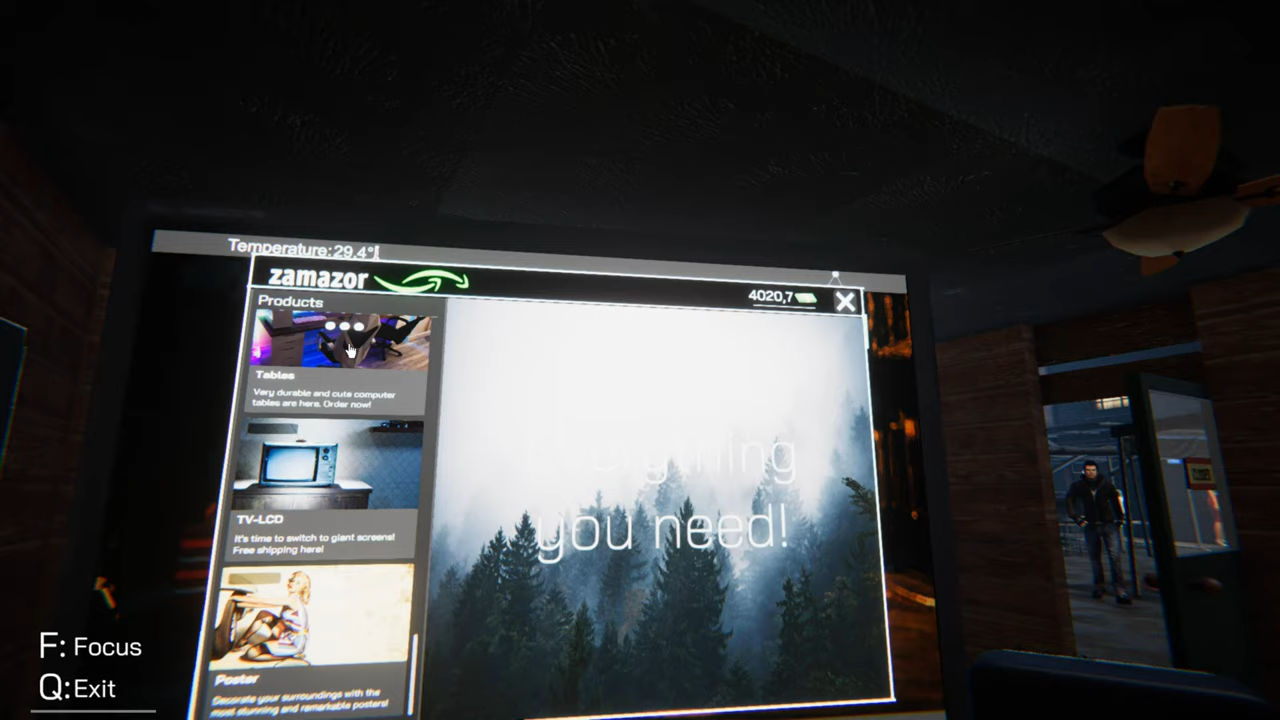 Temperature:29,4°
zamazor
4020,7
Products
Tables
Very durable and cute computer
tables are here. Order now!
TV-LCD
It's time to switch to giant screens!
Free shipping here!
Poster
Decorate your surroundings with the
most stunning and remarkable posters!
Everything
you need!
F: Focus
Q:Exit